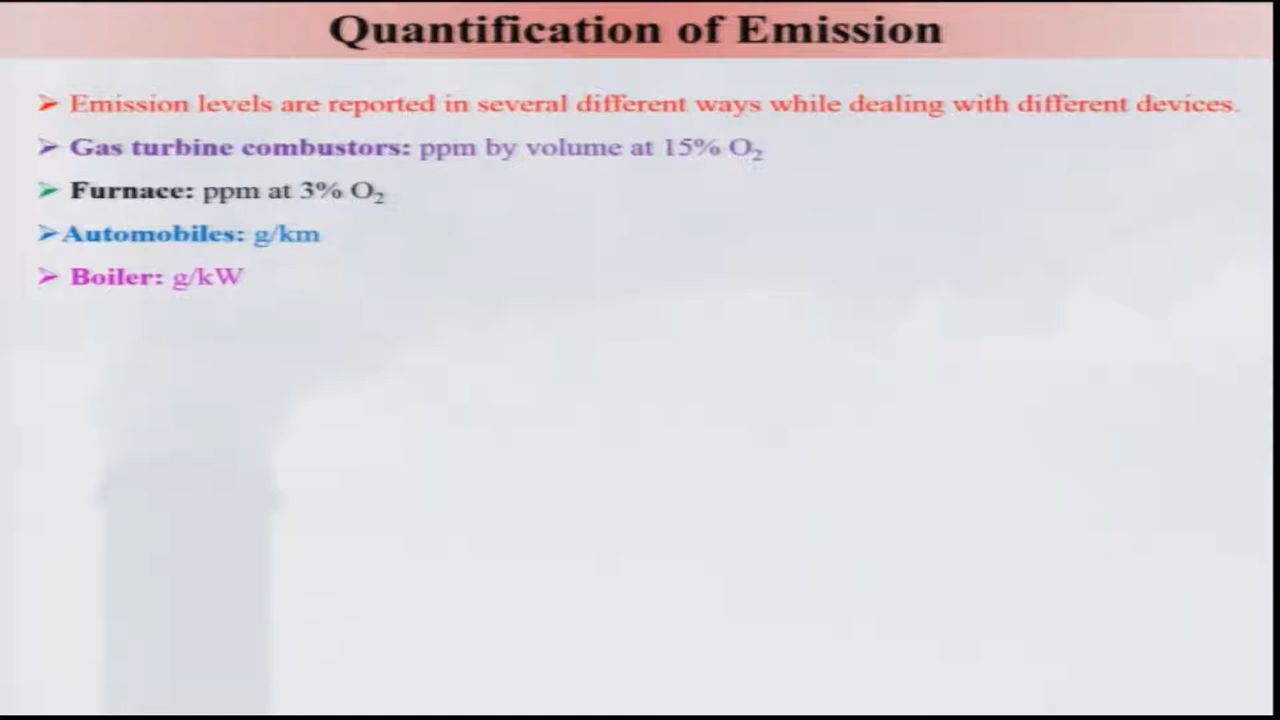 Quantification of Emission
➢ Emission levels are reported in several different ways while dealing with different devices.
➢ Gas turbine combustors: ppm by volume at 15% O₂
➢ Furnace: ppm at 3% O₂
➢Automobiles: g/km
➢ Boiler: g/kW